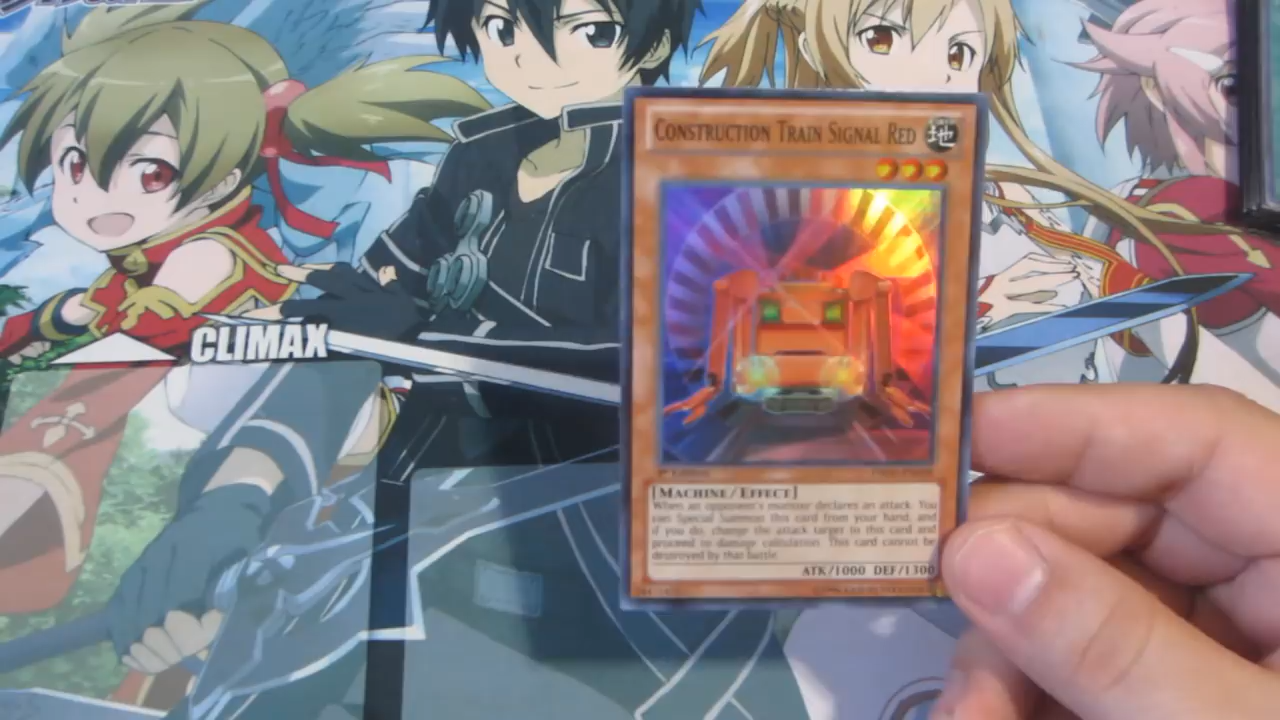 CLIMAX
CONSTRUCTION TRAIN SIGNAL RED
地
[MACHINE/EFFECT]
When an opponent's monster declares an attack: You
can Special Summon this card from your hand, and
if you do, change the attack target to this card and
proceed to damage calculation. This card cannot be
destroyed by that battle.
ATK/1000 DEF/1300